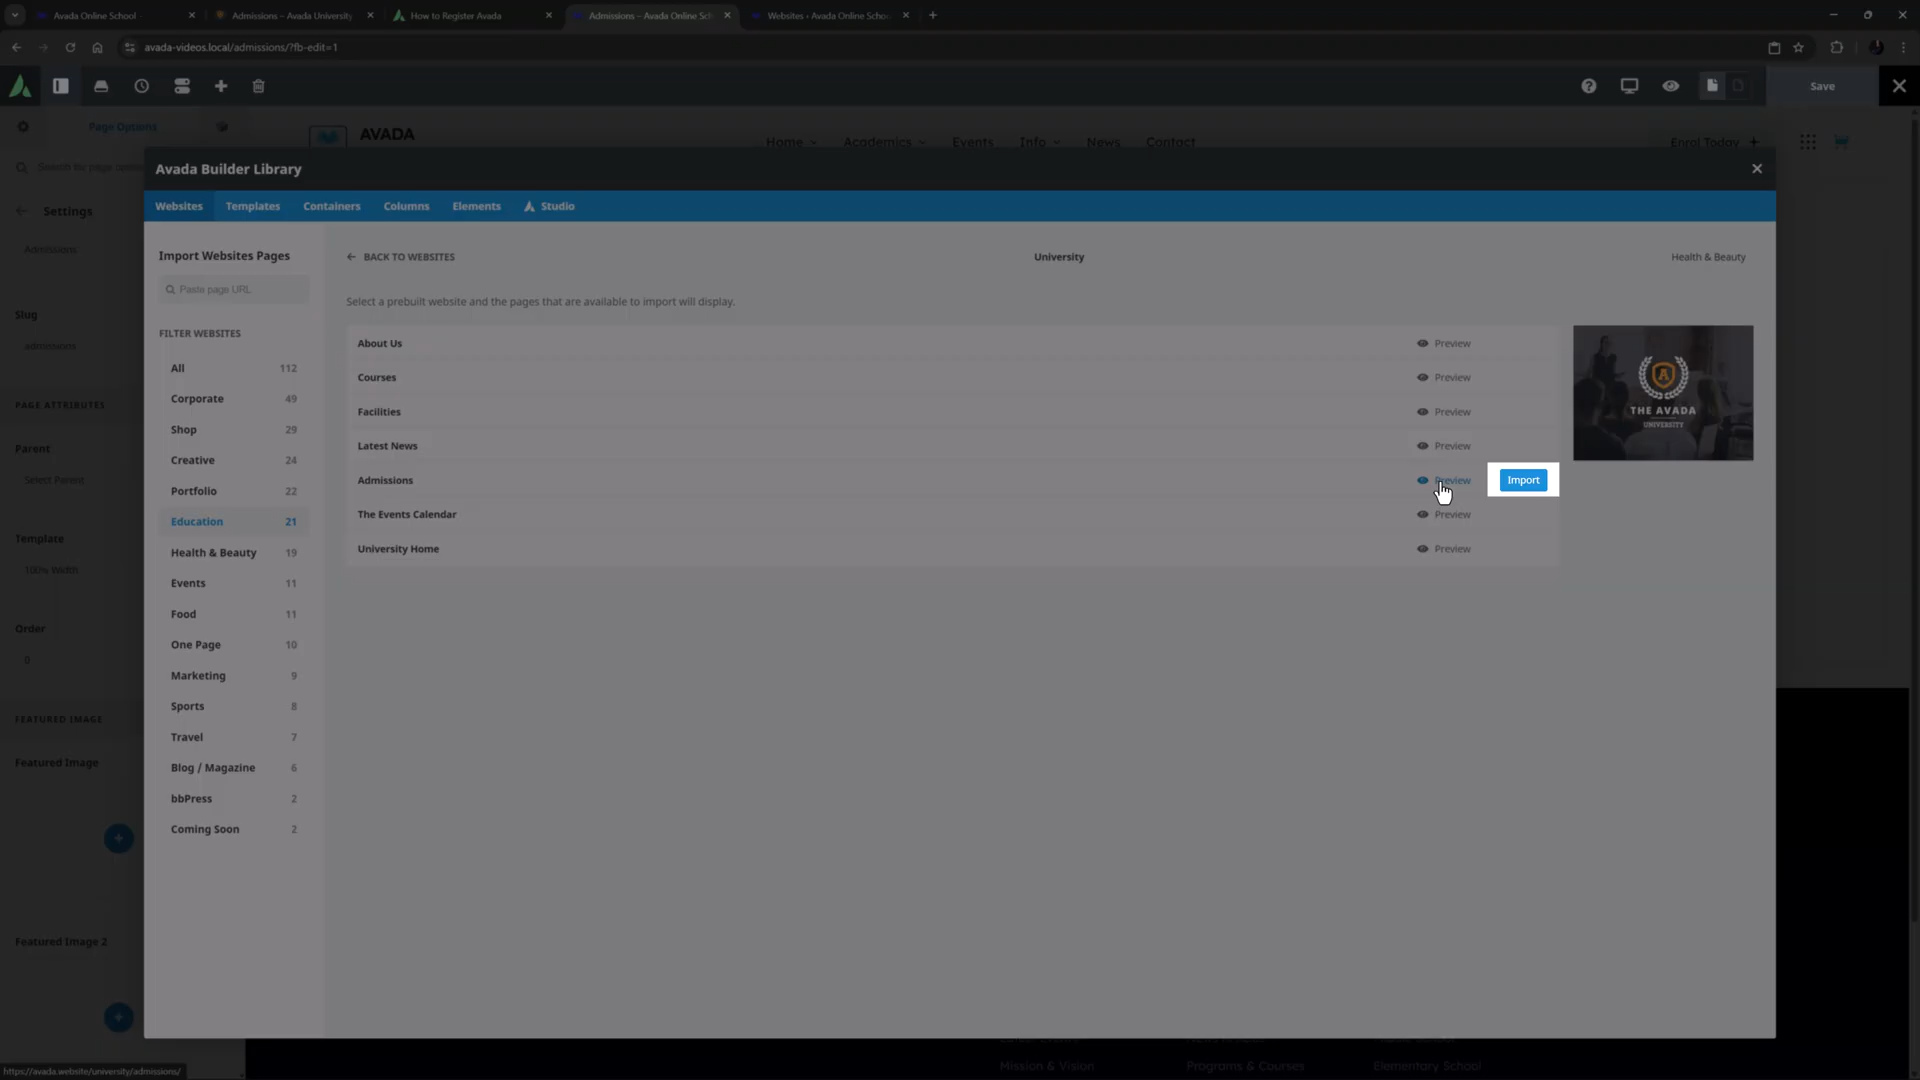 Avada Online School -
Admissions – Avada University
How to Register Avada
Admissions – Avada Online Sch
Websites ‹ Avada Online School
avada-videos.local/admissions/?fb-edit=1
Save
Page Options
AVADA
Home
Academics
Events
Info
News
Contact
Enrol Today
Search for page option
Settings
Admissions
Slug
admissions
PAGE ATTRIBUTES
Parent
Select Parent
Template
100% Width
Order
0
FEATURED IMAGE
Featured Image
Featured Image 2
Avada Builder Library
Websites
Templates
Containers
Columns
Elements
Studio
Import Websites Pages
Paste page URL
FILTER WEBSITES
All 112
Corporate 49
Shop 29
Creative 24
Portfolio 22
Education 21
Health & Beauty 19
Events 11
Food 11
One Page 10
Marketing 9
Sports 8
Travel 7
Blog / Magazine 6
bbPress 2
Coming Soon 2
BACK TO WEBSITES
University
Health & Beauty
Select a prebuilt website and the pages that are available to import will display.
About Us Preview
Courses Preview
Facilities Preview
Latest News Preview
Admissions Preview Import
The Events Calendar Preview
University Home Preview
A
THE AVADA
UNIVERSITY
Mission & Vision
Programs & Courses
Elementary School
https://avada.website/university/admissions/